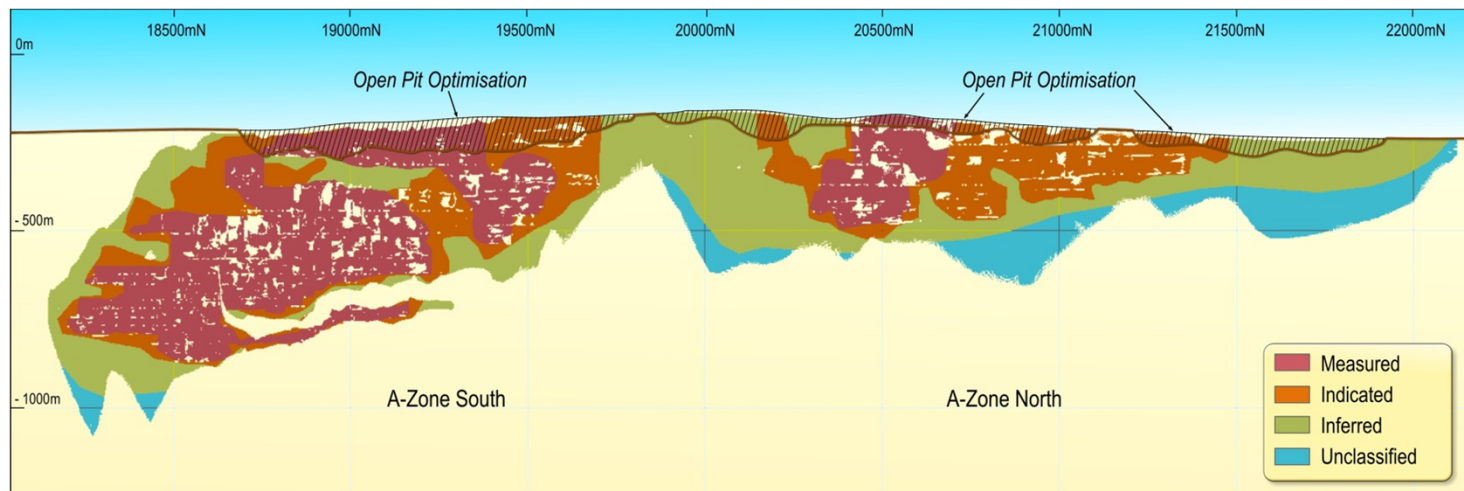 18500mN 19000mN 19500mN 20000mN 20500mN 21000mN 21500mN 22000mN
0m
Open Pit Optimisation Open Pit Optimisation
- 500m
- 1000m
A-Zone South A-Zone North
Measured
Indicated
Inferred
Unclassified